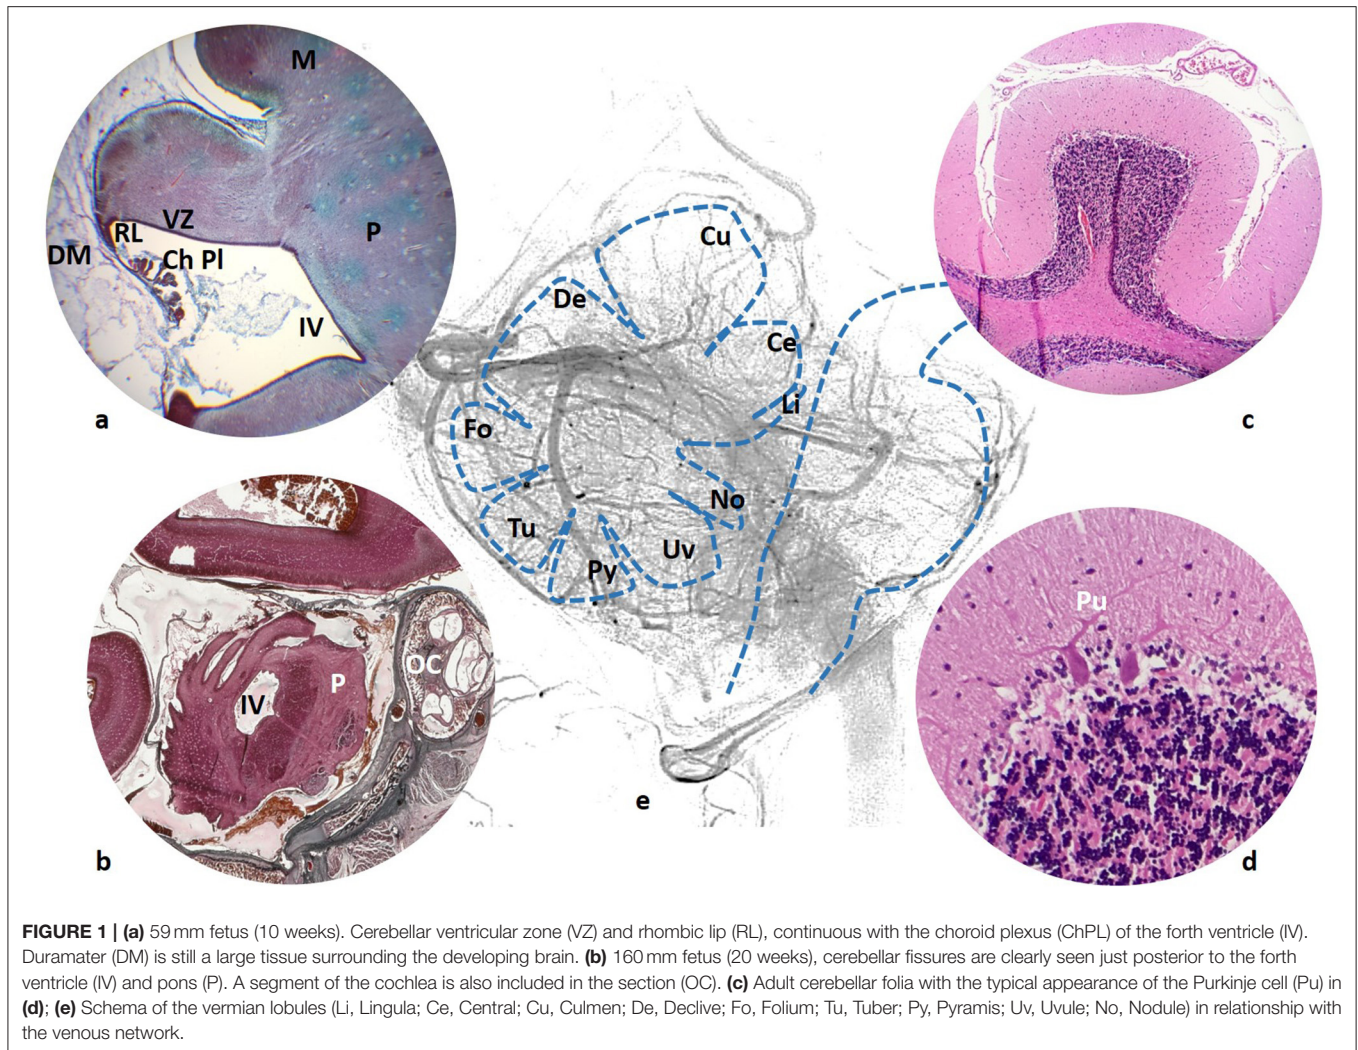 M
VZ
RL
DM
Ch Pl
P
IV
a
Cu
De
Ce
Li
Fo
No
Tu
Uv
Py
c
OC
P
IV
b
Pu
d
e
FIGURE 1 | (a) 59 mm fetus (10 weeks). Cerebellar ventricular zone (VZ) and rhombic lip (RL), continuous with the choroid plexus (ChPL) of the forth ventricle (IV).
Duramater (DM) is still a large tissue surrounding the developing brain. (b) 160 mm fetus (20 weeks), cerebellar fissures are clearly seen just posterior to the forth
ventricle (IV) and pons (P). A segment of the cochlea is also included in the section (OC). (c) Adult cerebellar folia with the typical appearance of the Purkinje cell (Pu) in
(d); (e) Schema of the vermian lobules (Li, Lingula; Ce, Central; Cu, Culmen; De, Declive; Fo, Folium; Tu, Tuber; Py, Pyramis; Uv, Uvule; No, Nodule) in relationship with
the venous network.